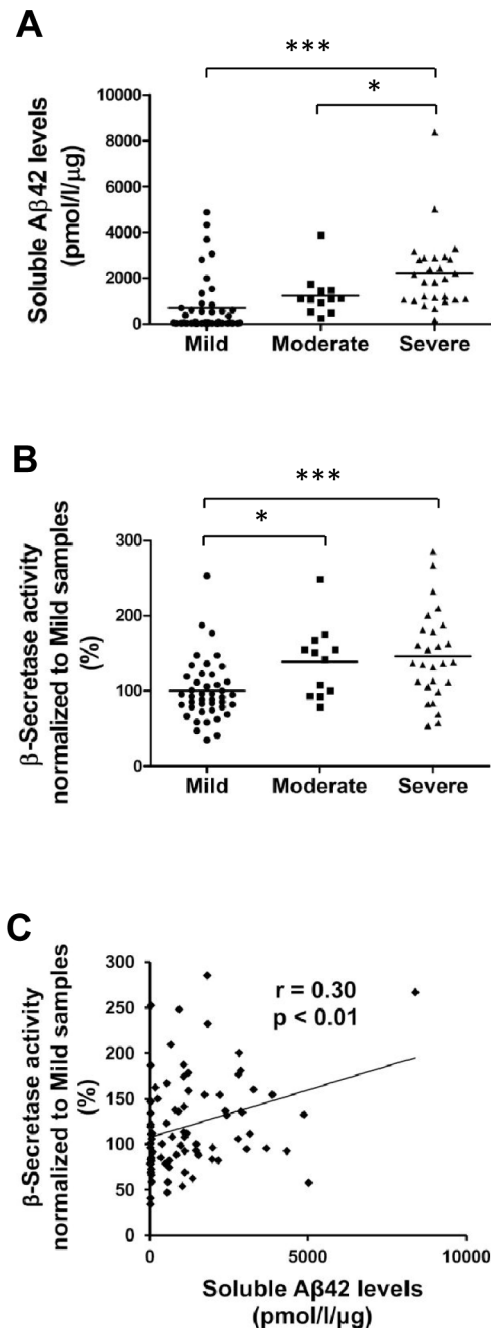 A
***
*
Soluble Aβ42 levels
(pmol/l/µg)
10000
8000
6000
4000
2000
0
Mild Moderate Severe
B
***
*
β-Secretase activity
normalized to Mild samples
(%)
300
200
100
0
Mild Moderate Severe
C
β-Secretase activity
normalized to Mild samples
(%)
300
250
200
150
100
50
0
r = 0.30
p < 0.01
0 5000 10000
Soluble Aβ42 levels
(pmol/l/µg)